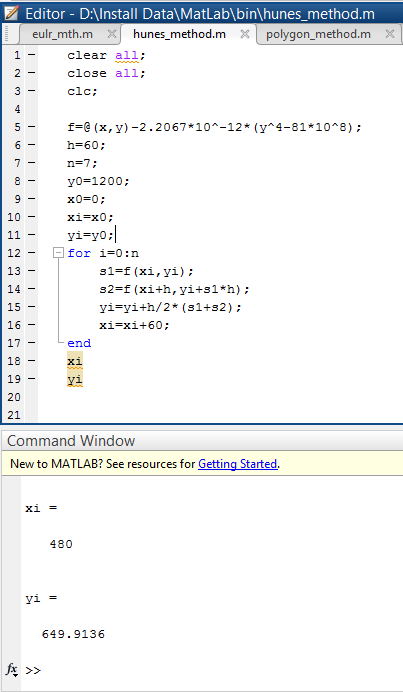 Editor - D:\Install Data\MatLab\bin\hunes_method.m
eulr_mth.m hunes_method.m polygon_method.m
1 clear all;
2 close all;
3 clc;
4
5 f=@(x,y)-2.2067*10^-12*(y^4-81*10^8);
6 h=60;
7 n=7;
8 y0=1200;
9 x0=0;
10 xi=x0;
11 yi=y0;
12 for i=0:n
13 s1=f(xi,yi);
14 s2=f(xi+h,yi+s1*h);
15 yi=yi+h/2*(s1+s2);
16 xi=xi+60;
17 end
18 xi
19 yi
20
21
Command Window
New to MATLAB? See resources for Getting Started.
xi =
480
yi =
649.9136
fx >>